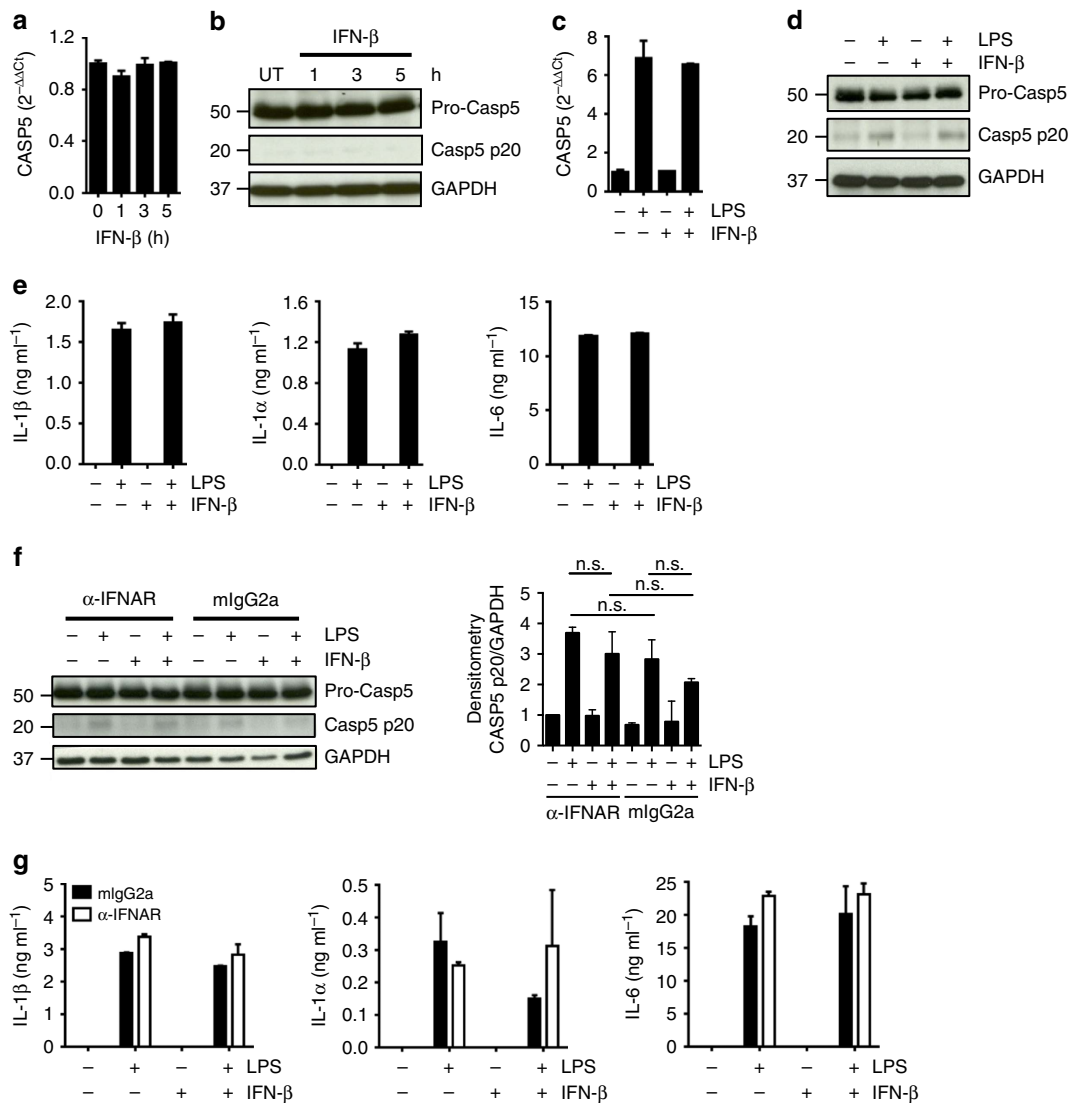 a
CASP5 (2−ΔΔCt)
1.2
0.8
0.4
0.0
0 1 3 5
IFN-β (h)
b
IFN-β
UT 1 3 5 h
50 Pro-Casp5
20 Casp5 p20
37 GAPDH
c
CASP5 (2−ΔΔCt)
8
6
4
2
0
– + – + LPS
– – + + IFN-β
d
– + – + LPS
– – + + IFN-β
50 Pro-Casp5
20 Casp5 p20
37 GAPDH
e
IL-1β (ng ml−1)
2.0
1.5
1.0
0.5
0.0
– + – + LPS
– – + + IFN-β
IL-1α (ng ml−1)
1.6
1.2
0.8
0.4
0.0
– + – + LPS
– – + + IFN-β
IL-6 (ng ml−1)
15
10
5
0
– + – + LPS
– – + + IFN-β
f
α-IFNAR mIgG2a
– + – + – + – + LPS
– – + + – – + + IFN-β
50 Pro-Casp5
20 Casp5 p20
37 GAPDH
Densitometry
CASP5 p20/GAPDH
n.s. n.s.
n.s.
n.s.
5
4
3
2
1
0
– + – + – + – + LPS
– – + + – – + + IFN-β
α-IFNAR mIgG2a
g
IL-1β (ng ml−1)
5
4
3
2
1
0
mIgG2a
α-IFNAR
– + – + LPS
– – + + IFN-β
IL-1α (ng ml−1)
0.5
0.4
0.3
0.2
0.1
0.0
– + – + LPS
– – + + IFN-β
IL-6 (ng ml−1)
25
20
15
10
5
0
– + – + LPS
– – + + IFN-β